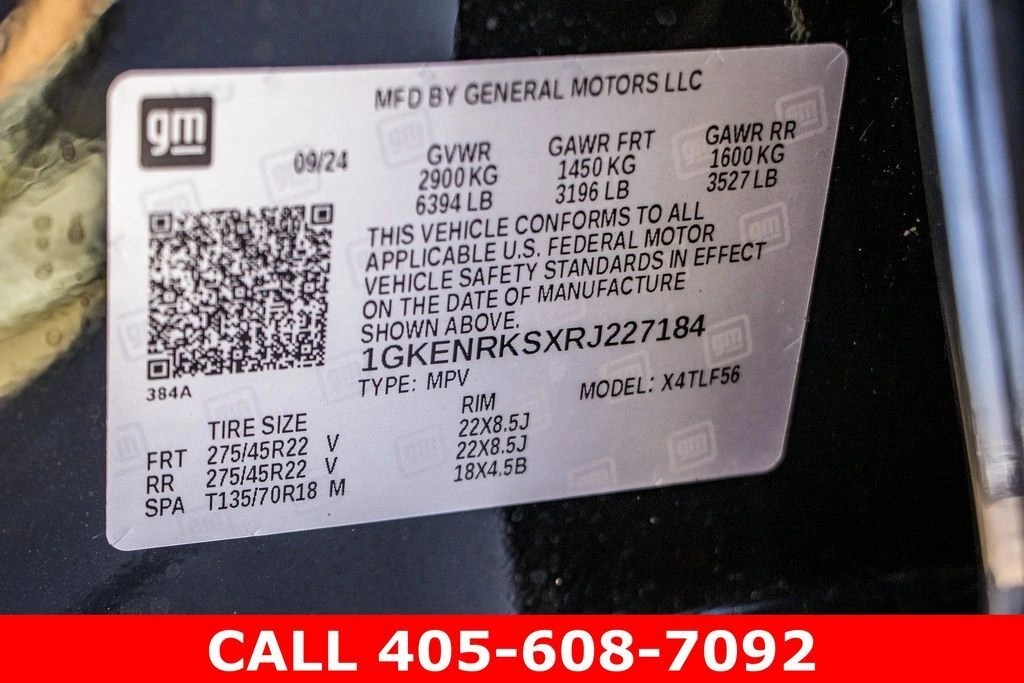 gm
MFD BY GENERAL MOTORS LLC
09/24
GVWR
2900 KG
6394 LB
GAWR FRT
1450 KG
3196 LB
GAWR RR
1600 KG
3527 LB
THIS VEHICLE CONFORMS TO ALL
APPLICABLE U.S. FEDERAL MOTOR
VEHICLE SAFETY STANDARDS IN EFFECT
ON THE DATE OF MANUFACTURE
SHOWN ABOVE.
1GKENRKSXRJ227184
TYPE: MPV
MODEL: X4TLF56
384A
TIRE SIZE RIM
FRT 275/45R22 V 22X8.5J
RR 275/45R22 V 22X8.5J
SPA T135/70R18 M 18X4.5B
CALL 405-608-7092